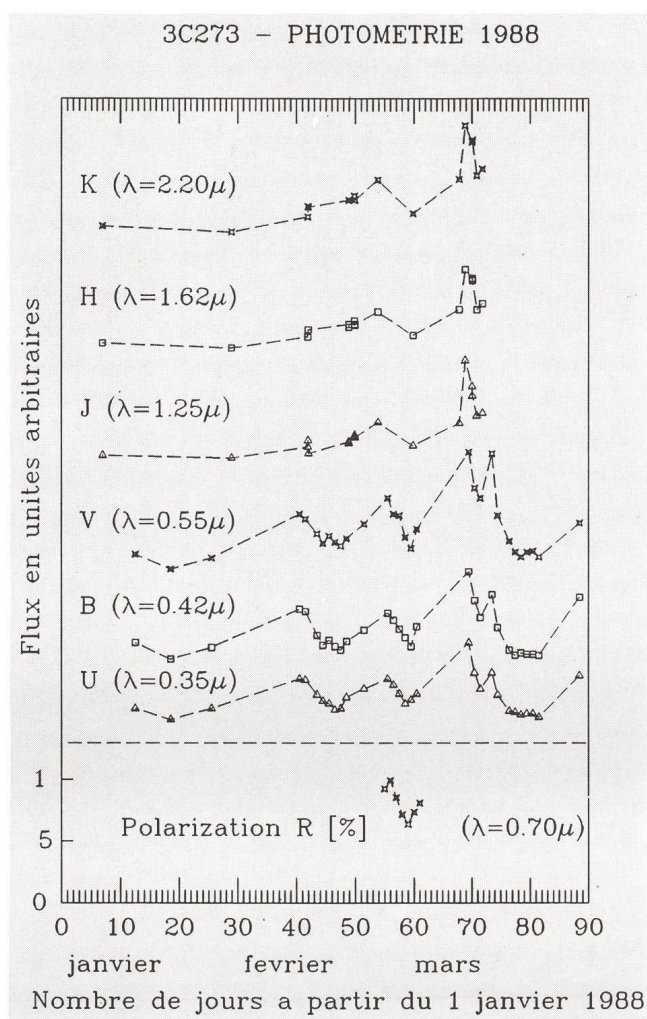 3C273 – PHOTOMETRIE 1988
K (λ=2.20μ)
H (λ=1.62μ)
J (λ=1.25μ)
V (λ=0.55μ)
B (λ=0.42μ)
U (λ=0.35μ)
Flux en unites arbitraires
1
5
0
Polarization R [%] (λ=0.70μ)
0 10 20 30 40 50 60 70 80 90
janvier fevrier mars
Nombre de jours a partir du 1 janvier 1988